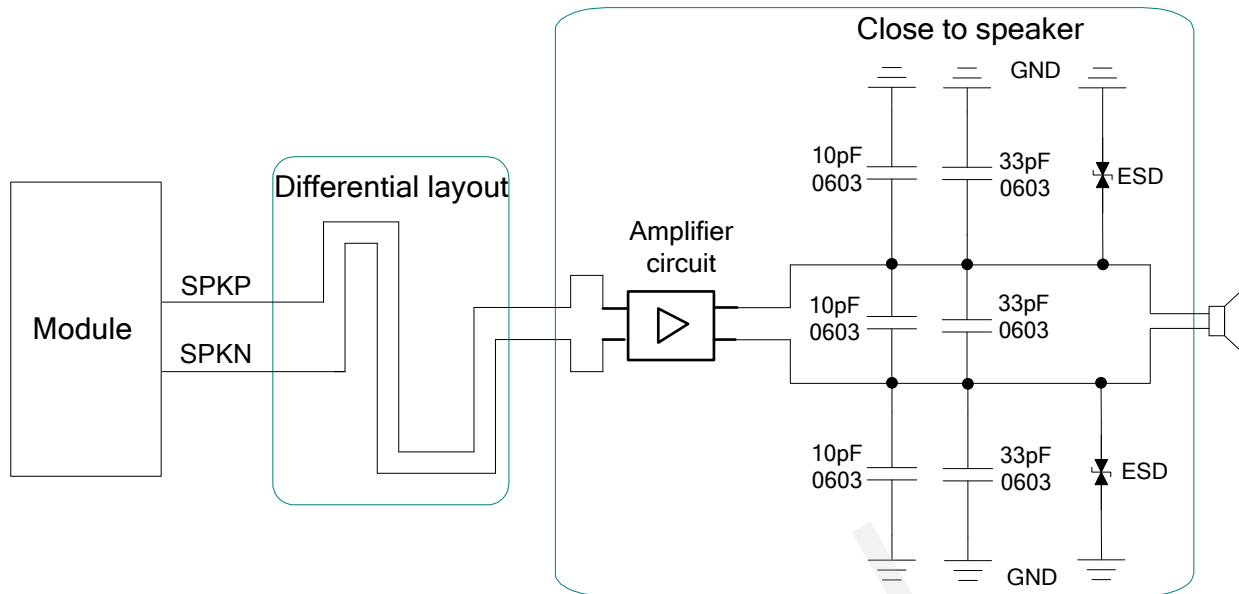 Close to speaker
GND
10pF
0603
33pF
0603
ESD
Differential layout
Amplifier
circuit
SPKP
Module
SPKN
10pF
0603
33pF
0603
10pF
0603
33pF
0603
ESD
GND